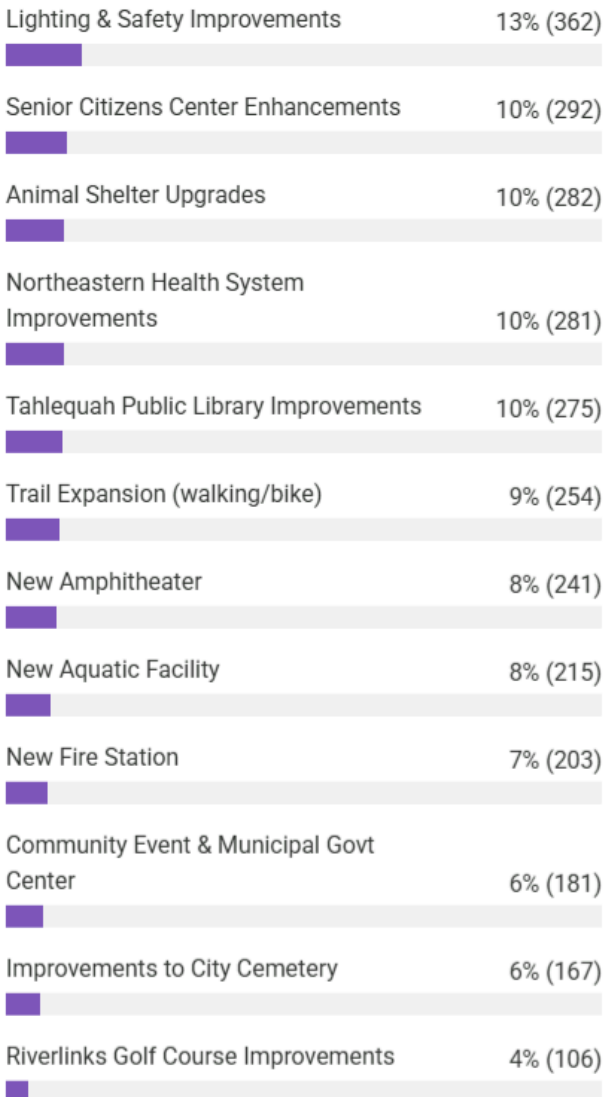 Lighting & Safety Improvements 13% (362)
Senior Citizens Center Enhancements 10% (292)
Animal Shelter Upgrades 10% (282)
Northeastern Health System
Improvements 10% (281)
Tahlequah Public Library Improvements 10% (275)
Trail Expansion (walking/bike) 9% (254)
New Amphitheater 8% (241)
New Aquatic Facility 8% (215)
New Fire Station 7% (203)
Community Event & Municipal Govt
Center 6% (181)
Improvements to City Cemetery 6% (167)
Riverlinks Golf Course Improvements 4% (106)